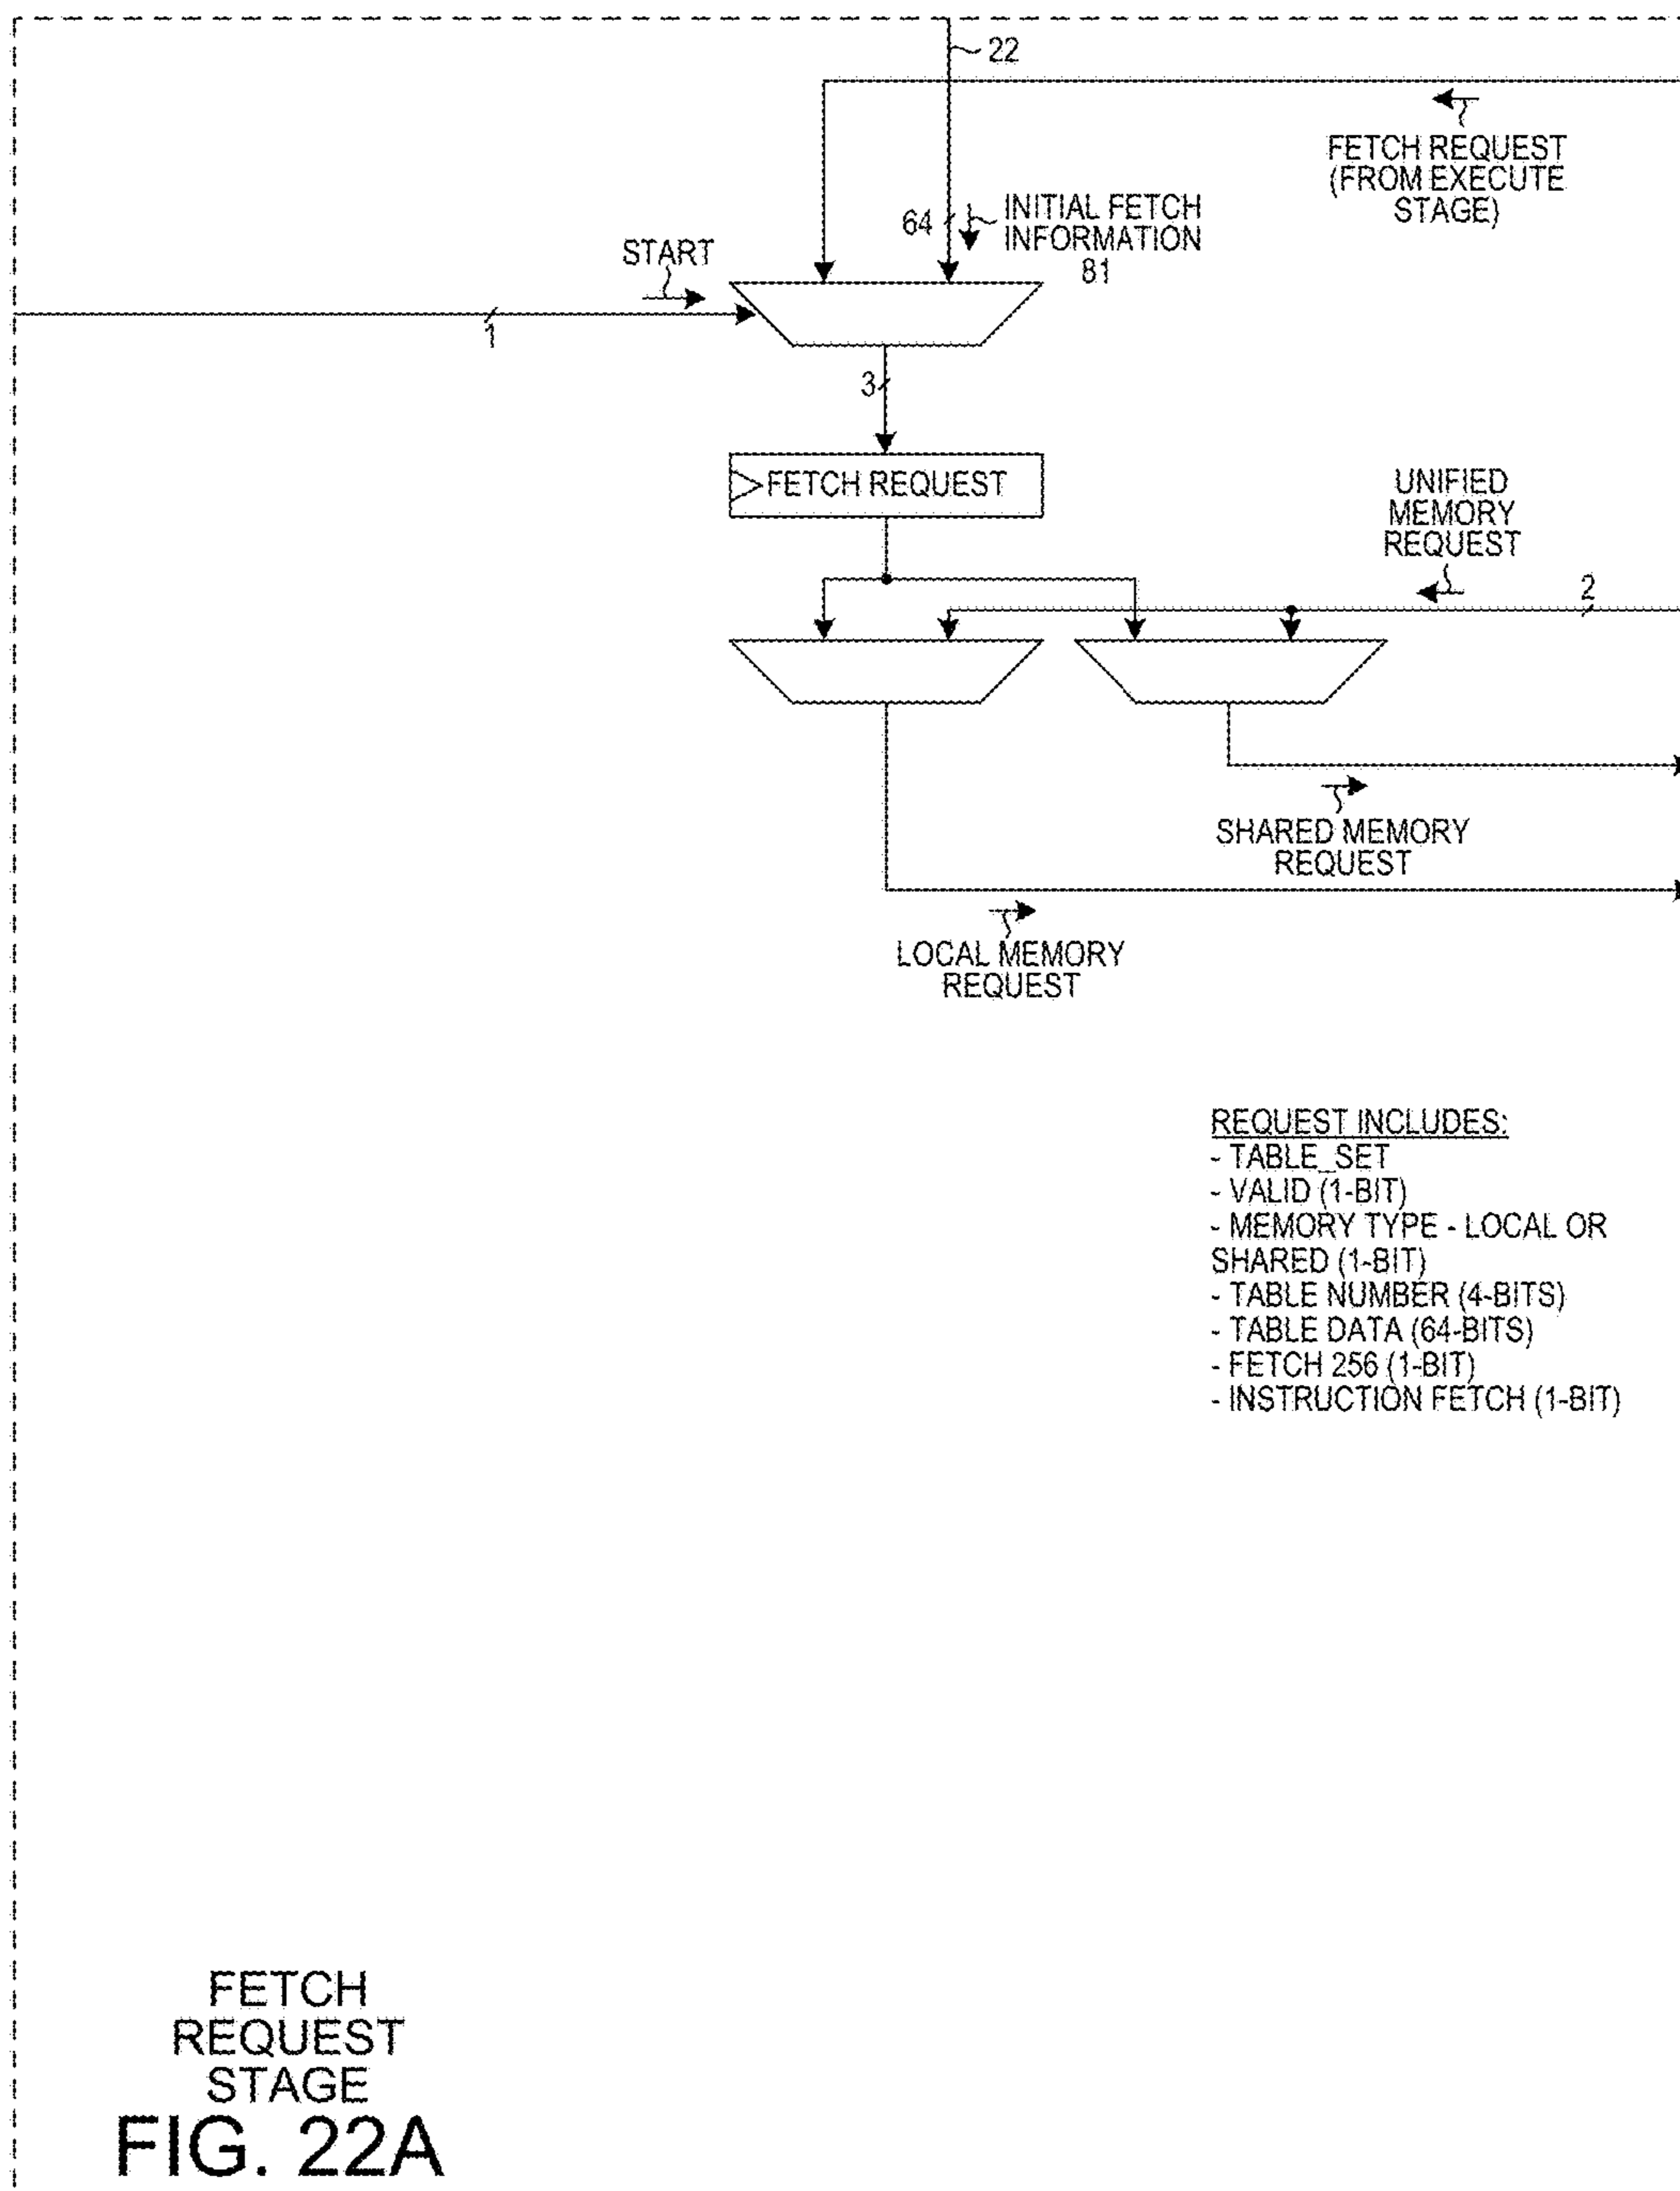 22
FETCH REQUEST
(FROM EXECUTE
STAGE)
64
INITIAL FETCH
INFORMATION
81
START
1
3
FETCH REQUEST
UNIFIED
MEMORY
REQUEST
2
SHARED MEMORY
REQUEST
LOCAL MEMORY
REQUEST
REQUEST INCLUDES:
- TABLE_SET
- VALID (1-BIT)
- MEMORY TYPE - LOCAL OR
SHARED (1-BIT)
- TABLE NUMBER (4-BITS)
- TABLE DATA (64-BITS)
- FETCH 256 (1-BIT)
- INSTRUCTION FETCH (1-BIT)
FETCH
REQUEST
STAGE
FIG. 22A